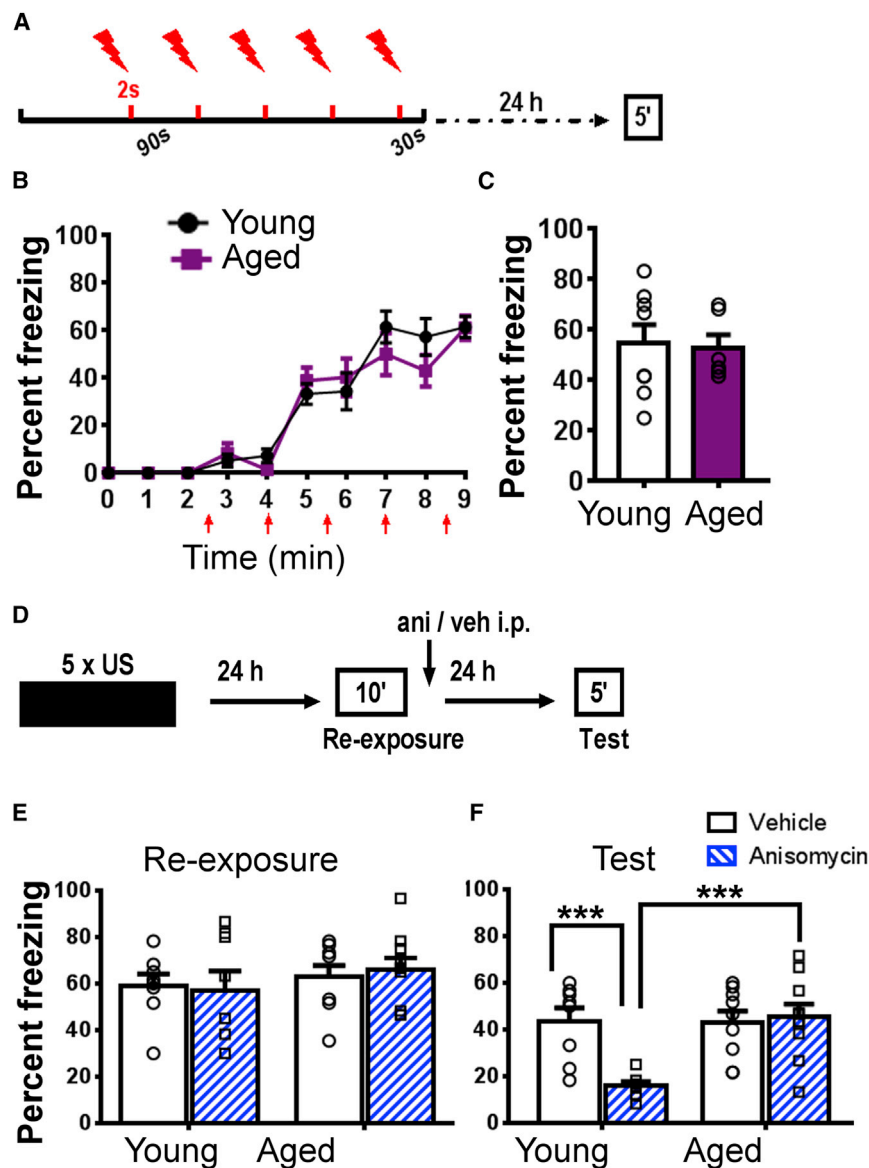 A
2s
90s
30s
24 h
5'
B
Young
Aged
Percent freezing
100
80
60
40
20
0
0 1 2 3 4 5 6 7 8 9
Time (min)
C
Percent freezing
100
80
60
40
20
0
Young Aged
D
5 x US
24 h
10'
Re-exposure
ani / veh i.p.
24 h
5'
Test
E
Re-exposure
Percent freezing
100
80
60
40
20
0
Young Aged
F
Test
Vehicle
Anisomycin
100
80
60
40
20
0
***
***
Young Aged